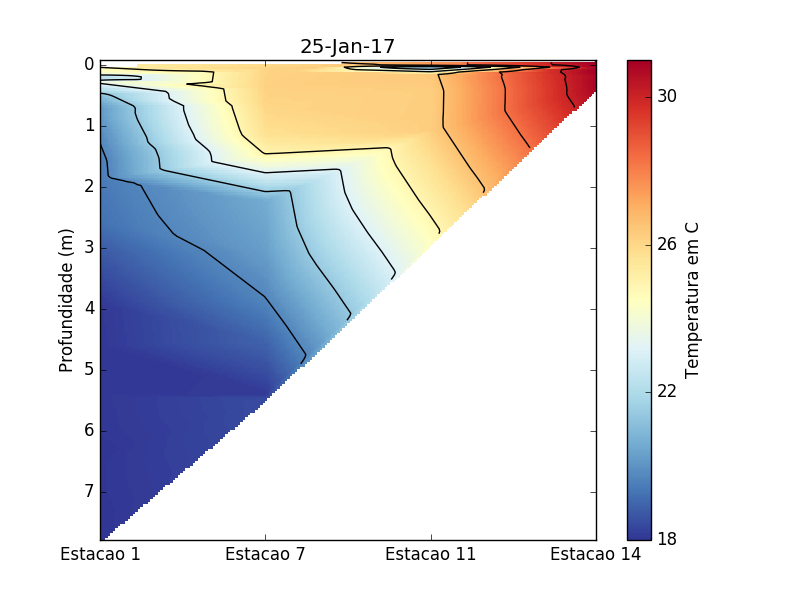 25-Jan-17
0
1
2
3
4
5
6
7
Profundidade (m)
Estacao 1
Estacao 7
Estacao 11
Estacao 14
30
26
22
18
Temperatura em C